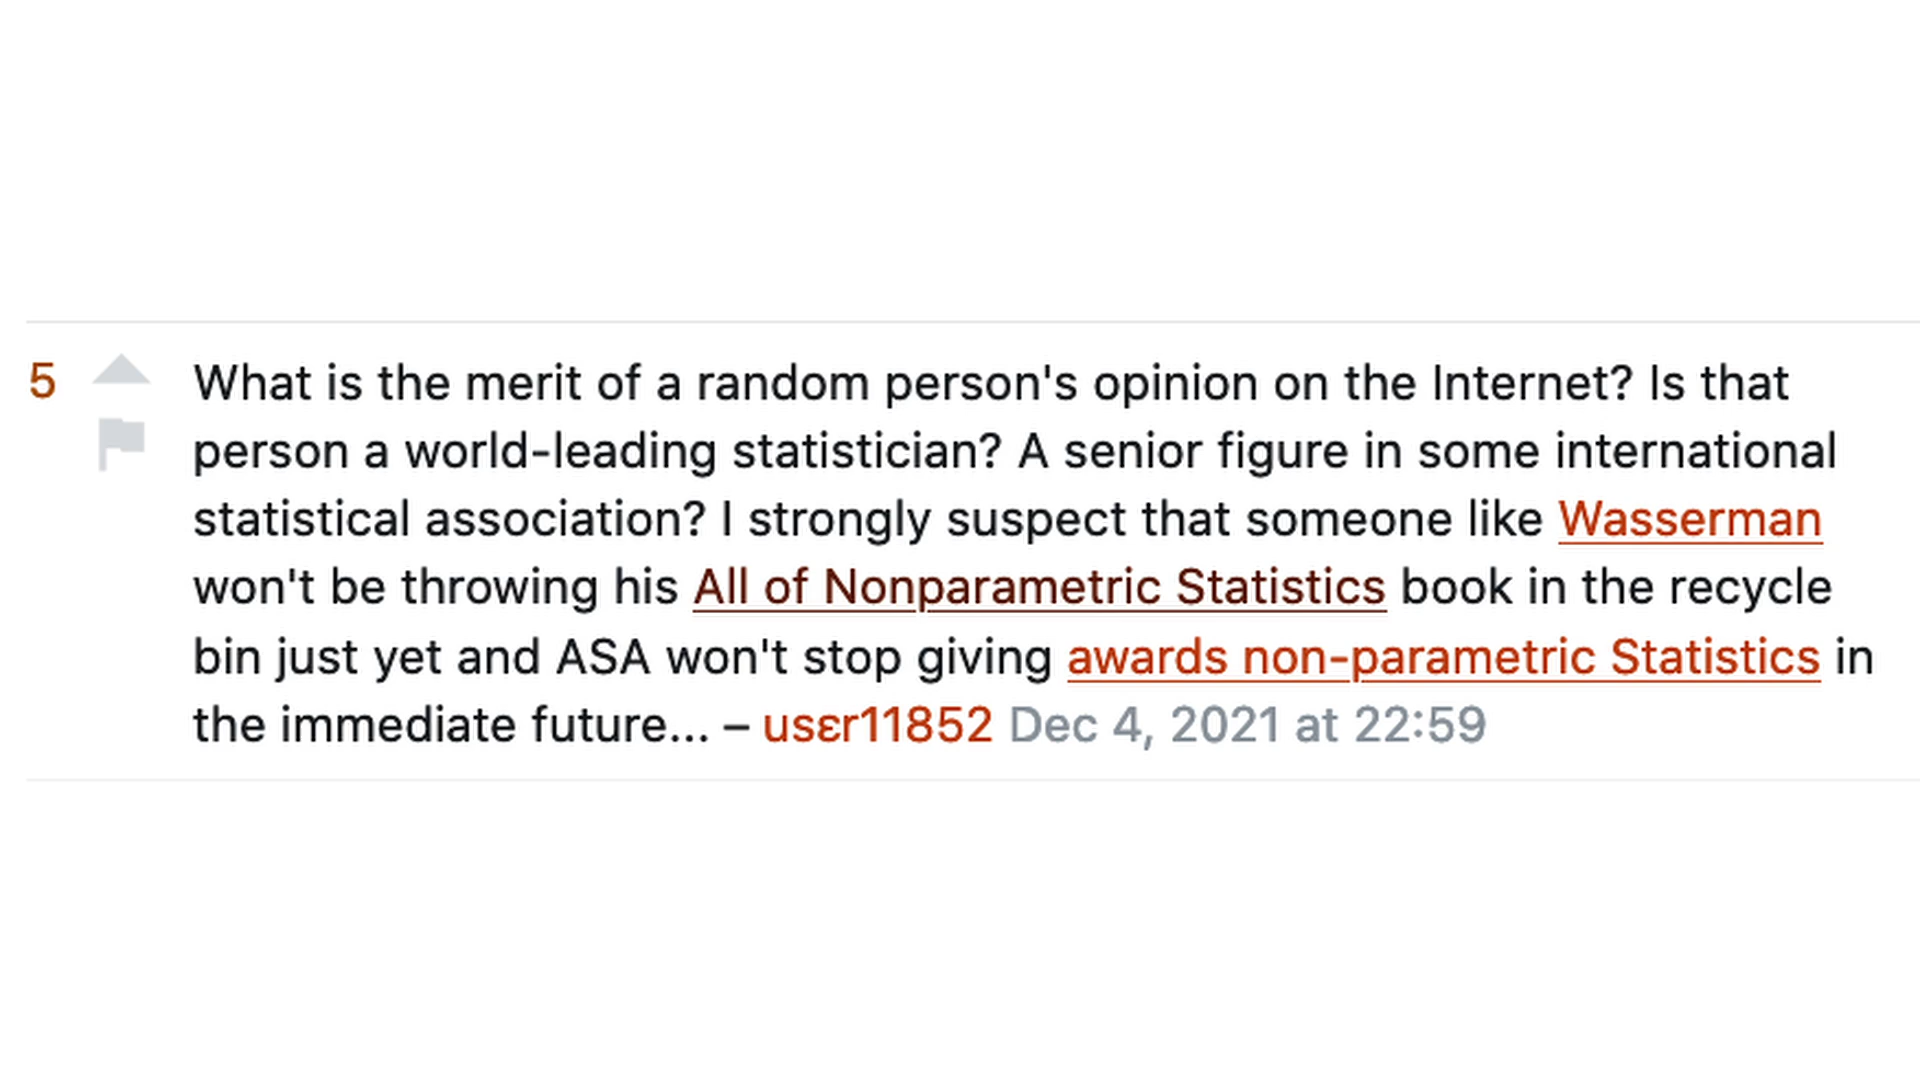 5 What is the merit of a random person's opinion on the Internet? Is that
person a world-leading statistician? A senior figure in some international
statistical association? I strongly suspect that someone like Wasserman
won't be throwing his All of Nonparametric Statistics book in the recycle
bin just yet and ASA won't stop giving awards non-parametric Statistics in
the immediate future... – usεr11852 Dec 4, 2021 at 22:59